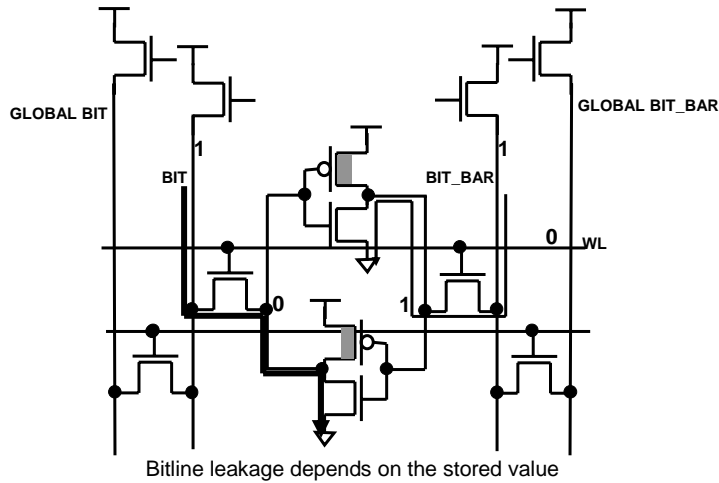 GLOBAL BIT
GLOBAL BIT_BAR
1
1
BIT
BIT_BAR
0
WL
0
1
Bitline leakage depends on the stored value